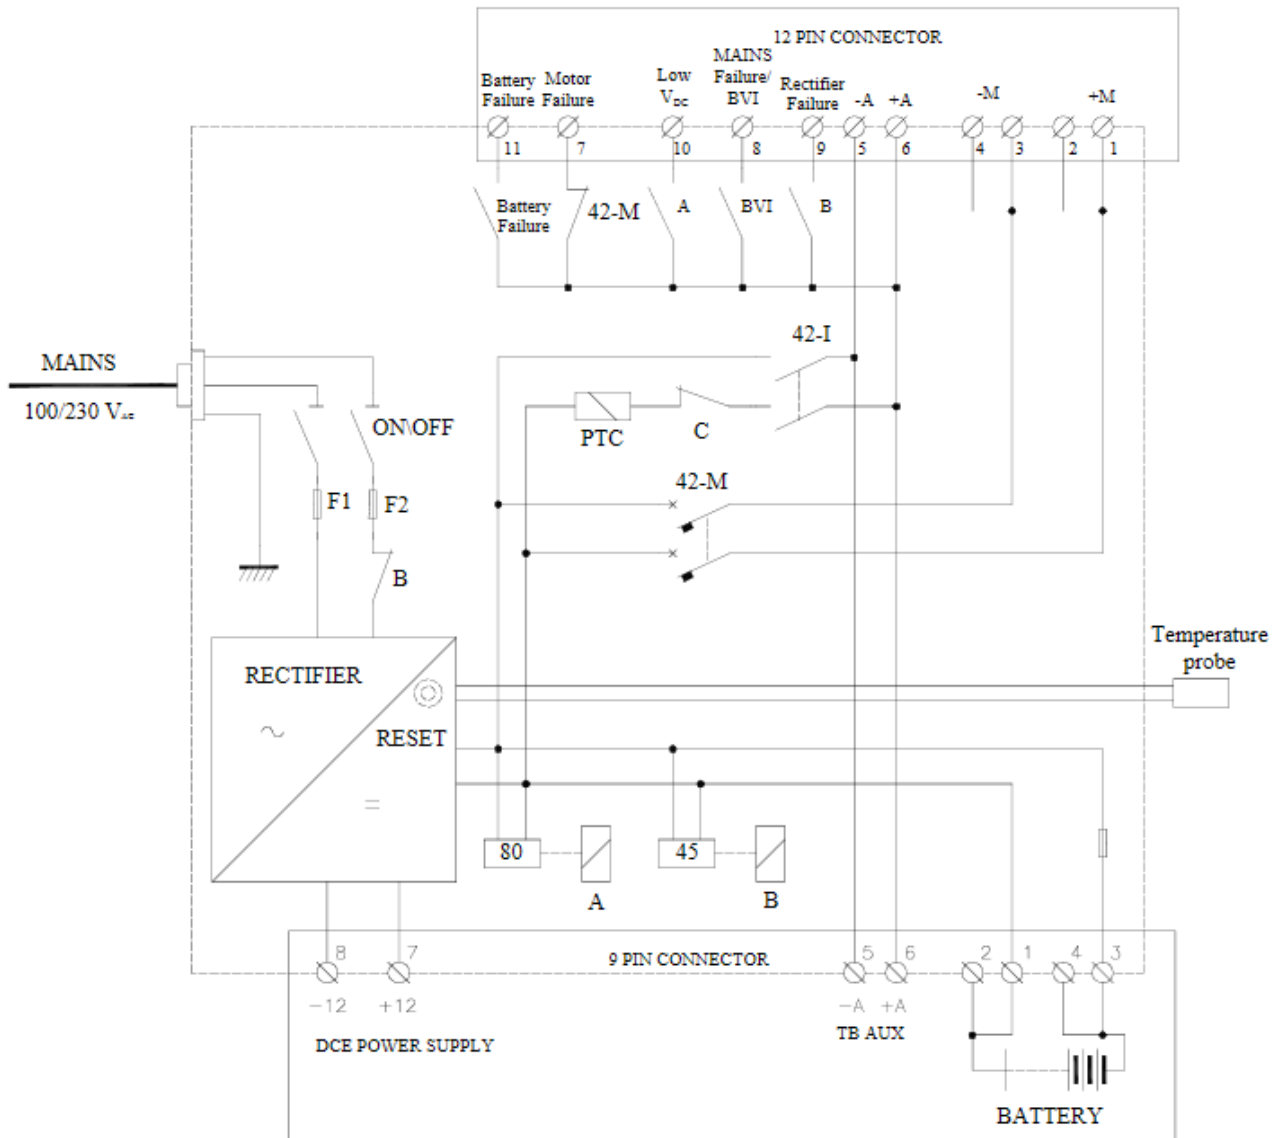 12 PIN CONNECTOR
Battery
Failure
Motor
Failure
Low
V_DC
MAINS
Failure/
BVI
Rectifier
Failure
-A
+A
-M
+M
11
7
10
8
9
5
6
4
3
2
1
Battery
Failure
42-M
A
BVI
B
42-I
MAINS
100/230 V
ON\OFF
PTC
C
42-M
F1
F2
B
Temperature
probe
RECTIFIER
~
RESET
=
80
45
A
B
8
7
9 PIN CONNECTOR
5
6
2
1
4
3
-12
+12
-A
+A
DCE POWER SUPPLY
TB AUX
BATTERY